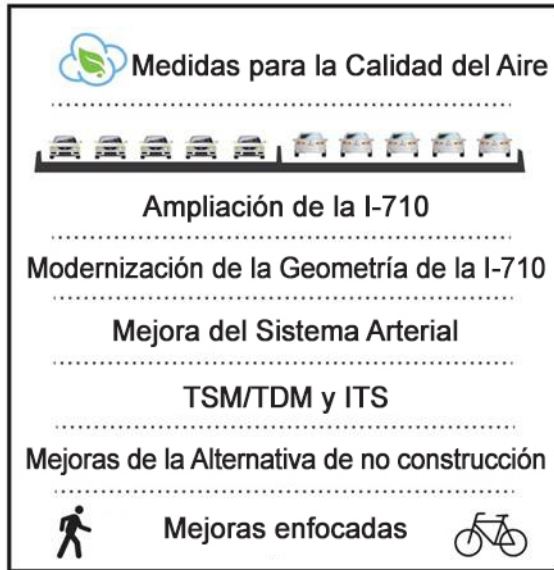 Medidas para la Calidad del Aire
Ampliación de la I-710
Modernización de la Geometría de la I-710
Mejora del Sistema Arterial
TSM/TDM y ITS
Mejoras de la Alternativa de no construcción
Mejoras enfocadas